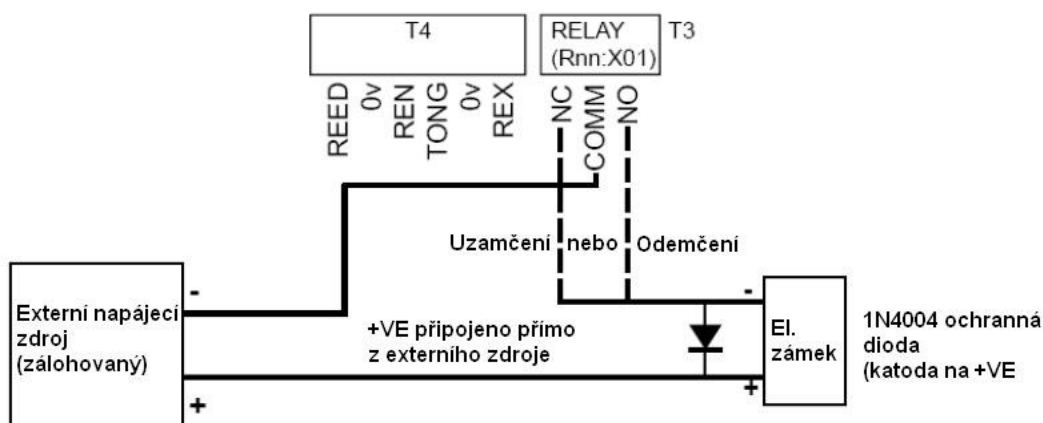 T4
RELAY
(Rnn:X01)
T3
REED
0v
REN
TONG
0v
REX
NC
COMM
NO
Uzamčení
nebo
Odemčení
Externí napájecí
zdroj
(zálohovaný)
-
+
+VE připojeno přímo
z externího zdroje
-
+
El.
zámek
1N4004 ochranná
dioda
(katoda na +VE